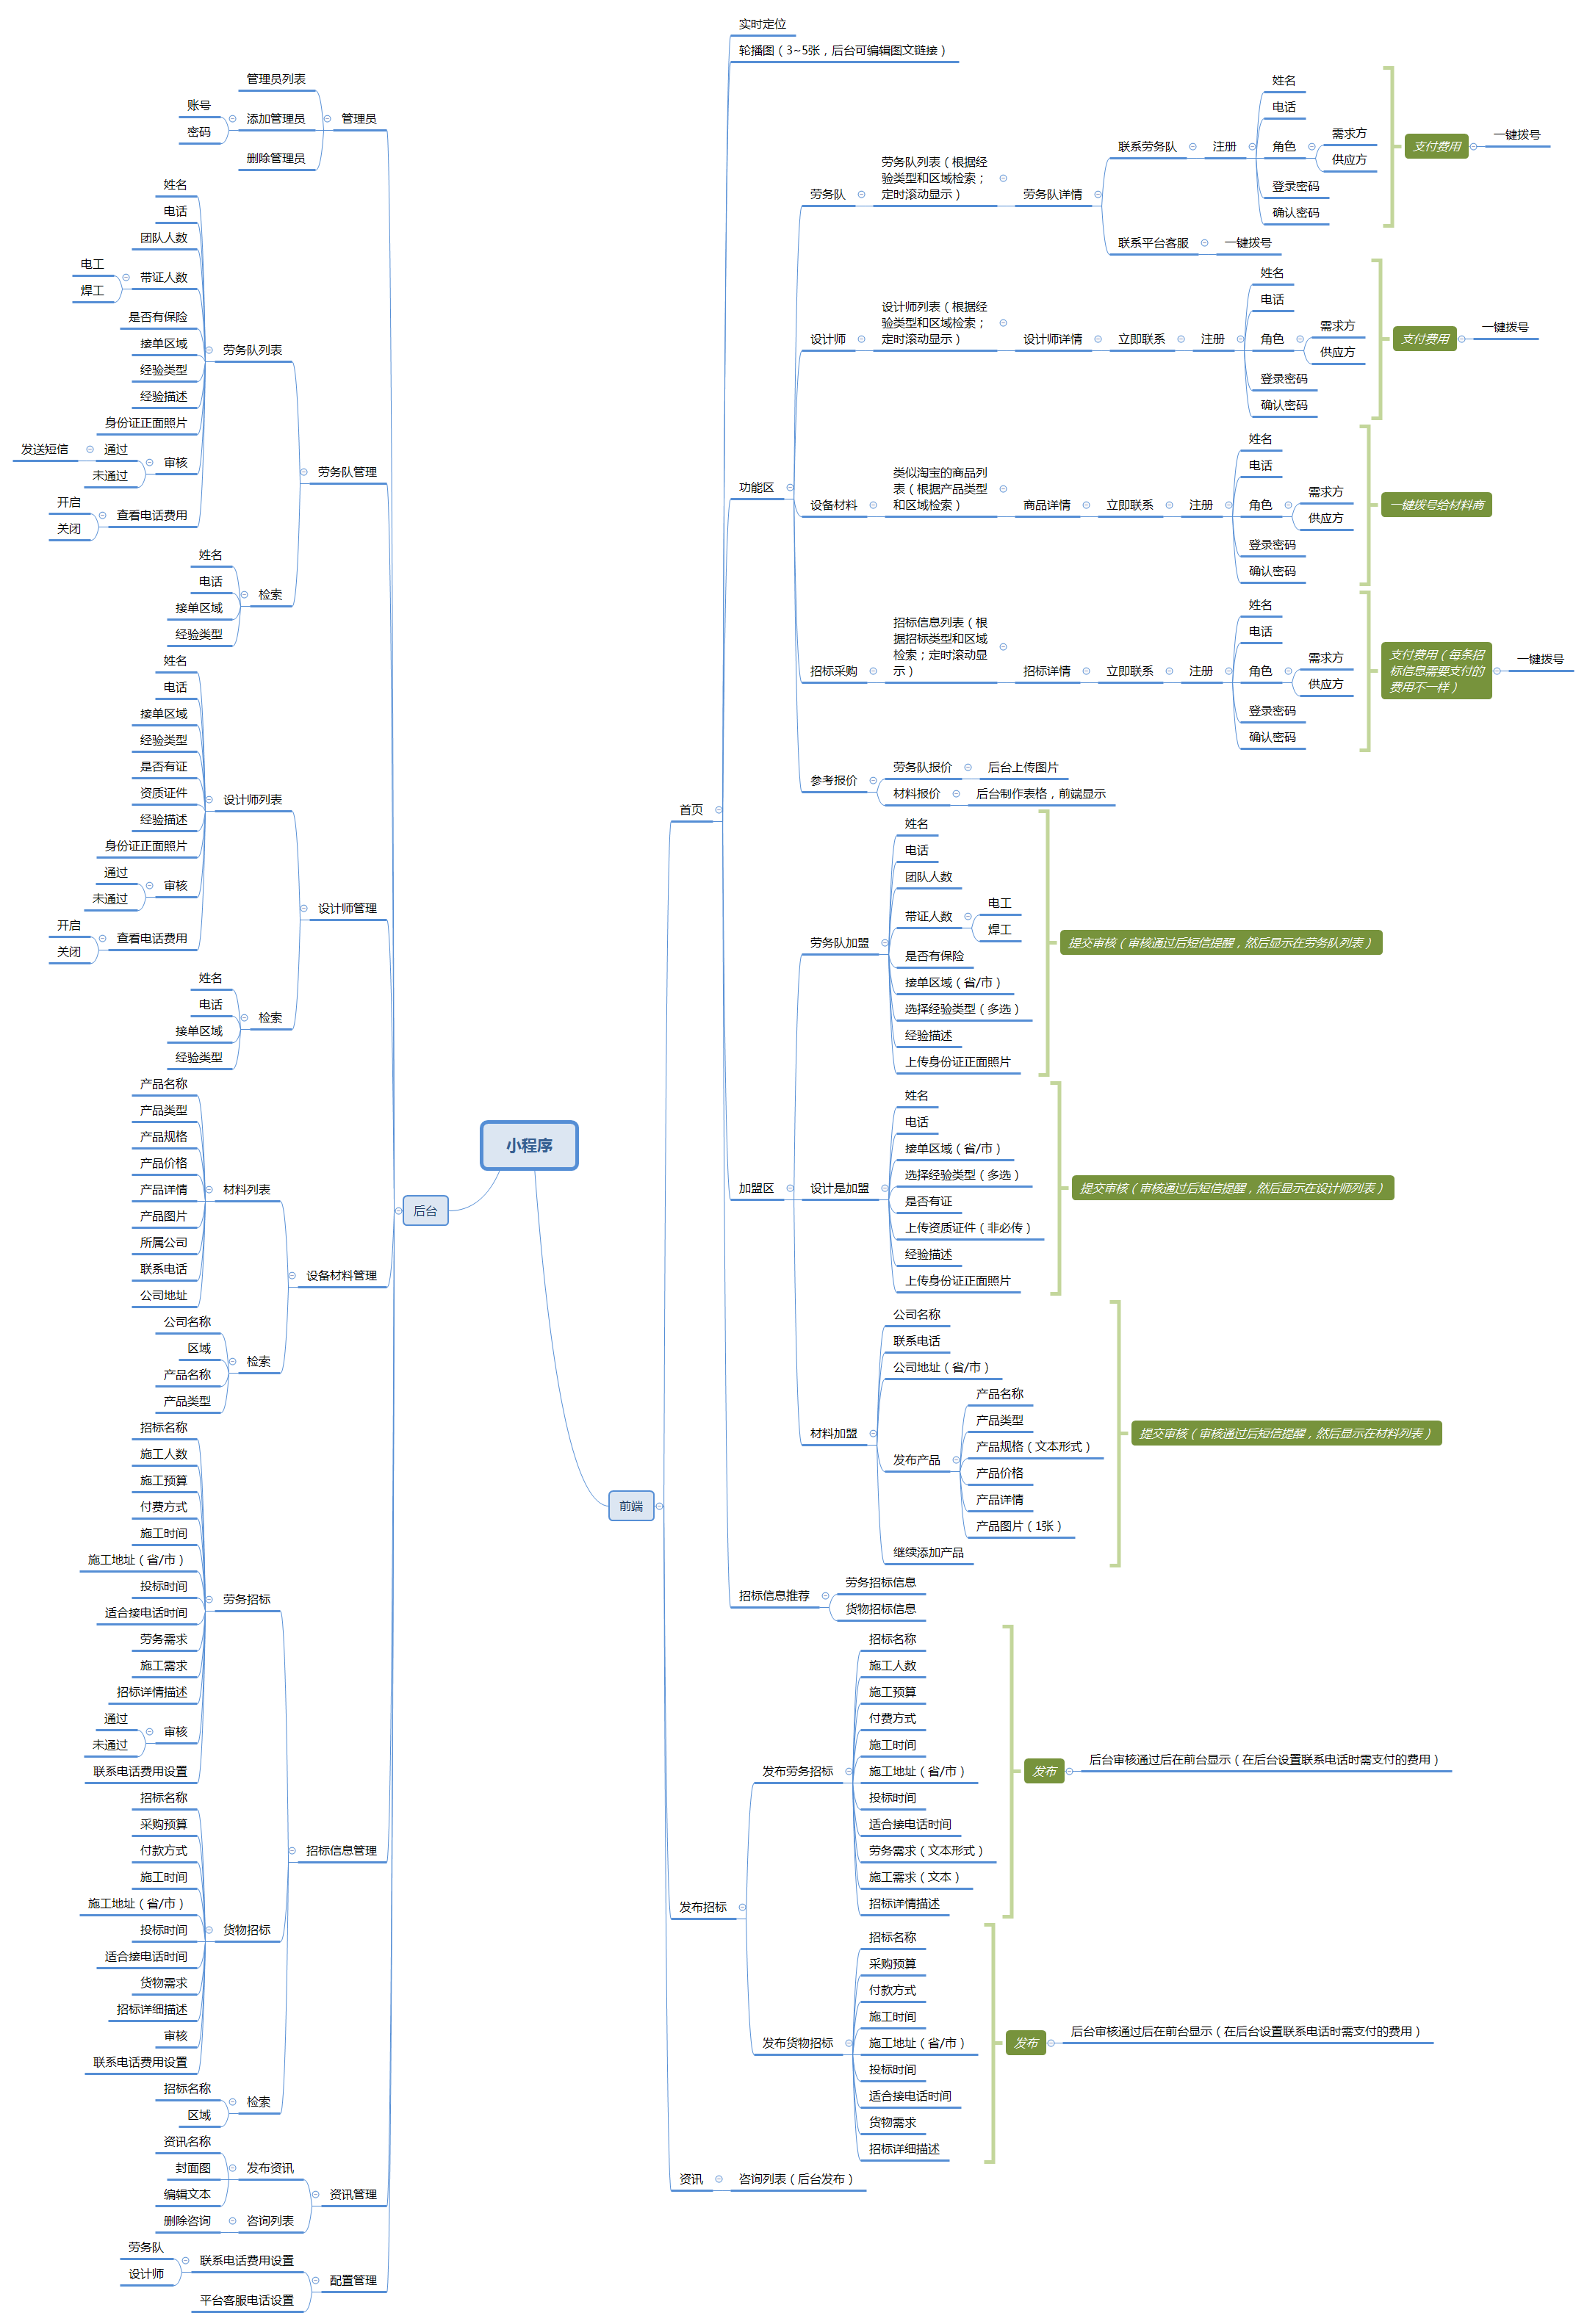 小程序
后台
管理员
管理员列表
添加管理员
账号
密码
删除管理员
劳务队管理
劳务队列表
姓名
电话
团队人数
带证人数
电工
焊工
是否有保险
接单区域
经验类型
经验描述
身份证正面照片
审核
通过
发送短信
未通过
查看电话费用
开启
关闭
检索
姓名
电话
接单区域
经验类型
设计师管理
设计师列表
姓名
电话
接单区域
经验类型
是否有证
资质证件
经验描述
身份证正面照片
审核
通过
未通过
查看电话费用
开启
关闭
检索
姓名
电话
接单区域
经验类型
设备材料管理
材料列表
产品名称
产品类型
产品规格
产品价格
产品详情
产品图片
所属公司
联系电话
公司地址
检索
公司名称
区域
产品名称
产品类型
招标信息管理
劳务招标
招标名称
施工人数
施工预算
付费方式
施工时间
施工地址（省/市）
投标时间
适合接电话时间
劳务需求
施工需求
招标详情描述
审核
通过
未通过
联系电话费用设置
货物招标
招标名称
采购预算
付款方式
施工时间
施工地址（省/市）
投标时间
适合接电话时间
货物需求
招标详细描述
审核
联系电话费用设置
检索
招标名称
区域
资讯管理
发布资讯
资讯名称
封面图
编辑文本
咨询列表
删除咨询
配置管理
联系电话费用设置
劳务队
设计师
平台客服电话设置
前端
首页
实时定位
轮播图（3~5张，后台可编辑图文链接）
功能区
劳务队
劳务队列表（根据经
验类型和区域检索；
定时滚动显示）
劳务队详情
联系劳务队
注册
姓名
电话
角色
需求方
供应方
登录密码
确认密码
支付费用
一键拨号
联系平台客服
一键拨号
设计师
设计师列表（根据经
验类型和区域检索；
定时滚动显示）
设计师详情
立即联系
注册
姓名
电话
角色
需求方
供应方
登录密码
确认密码
支付费用
一键拨号
设备材料
类似淘宝的商品列
表（根据产品类型
和区域检索）
商品详情
立即联系
注册
姓名
电话
角色
需求方
供应方
登录密码
确认密码
一键拨号给材料商
招标采购
招标信息列表（根
据招标类型和区域
检索；定时滚动显
示）
招标详情
立即联系
注册
姓名
电话
角色
需求方
供应方
登录密码
确认密码
支付费用（每条招
标信息需要支付的
费用不一样）
一键拨号
参考报价
劳务队报价
后台上传图片
材料报价
后台制作表格，前端显示
加盟区
劳务队加盟
姓名
电话
团队人数
带证人数
电工
焊工
是否有保险
接单区域（省/市）
选择经验类型（多选）
经验描述
上传身份证正面照片
提交审核（审核通过后短信提醒，然后显示在劳务队列表）
设计是加盟
姓名
电话
接单区域（省/市）
选择经验类型（多选）
是否有证
上传资质证件（非必传）
经验描述
上传身份证正面照片
提交审核（审核通过后短信提醒，然后显示在设计师列表）
材料加盟
公司名称
联系电话
公司地址（省/市）
发布产品
产品名称
产品类型
产品规格（文本形式）
产品价格
产品详情
产品图片（1张）
继续添加产品
提交审核（审核通过后短信提醒，然后显示在材料列表）
招标信息推荐
劳务招标信息
货物招标信息
发布招标
发布劳务招标
招标名称
施工人数
施工预算
付费方式
施工时间
施工地址（省/市）
投标时间
适合接电话时间
劳务需求（文本形式）
施工需求（文本）
招标详情描述
发布
后台审核通过后在前台显示（在后台设置联系电话时需支付的费用）
发布货物招标
招标名称
采购预算
付款方式
施工时间
施工地址（省/市）
投标时间
适合接电话时间
货物需求
招标详细描述
发布
后台审核通过后在前台显示（在后台设置联系电话时需支付的费用）
资讯
咨询列表（后台发布）